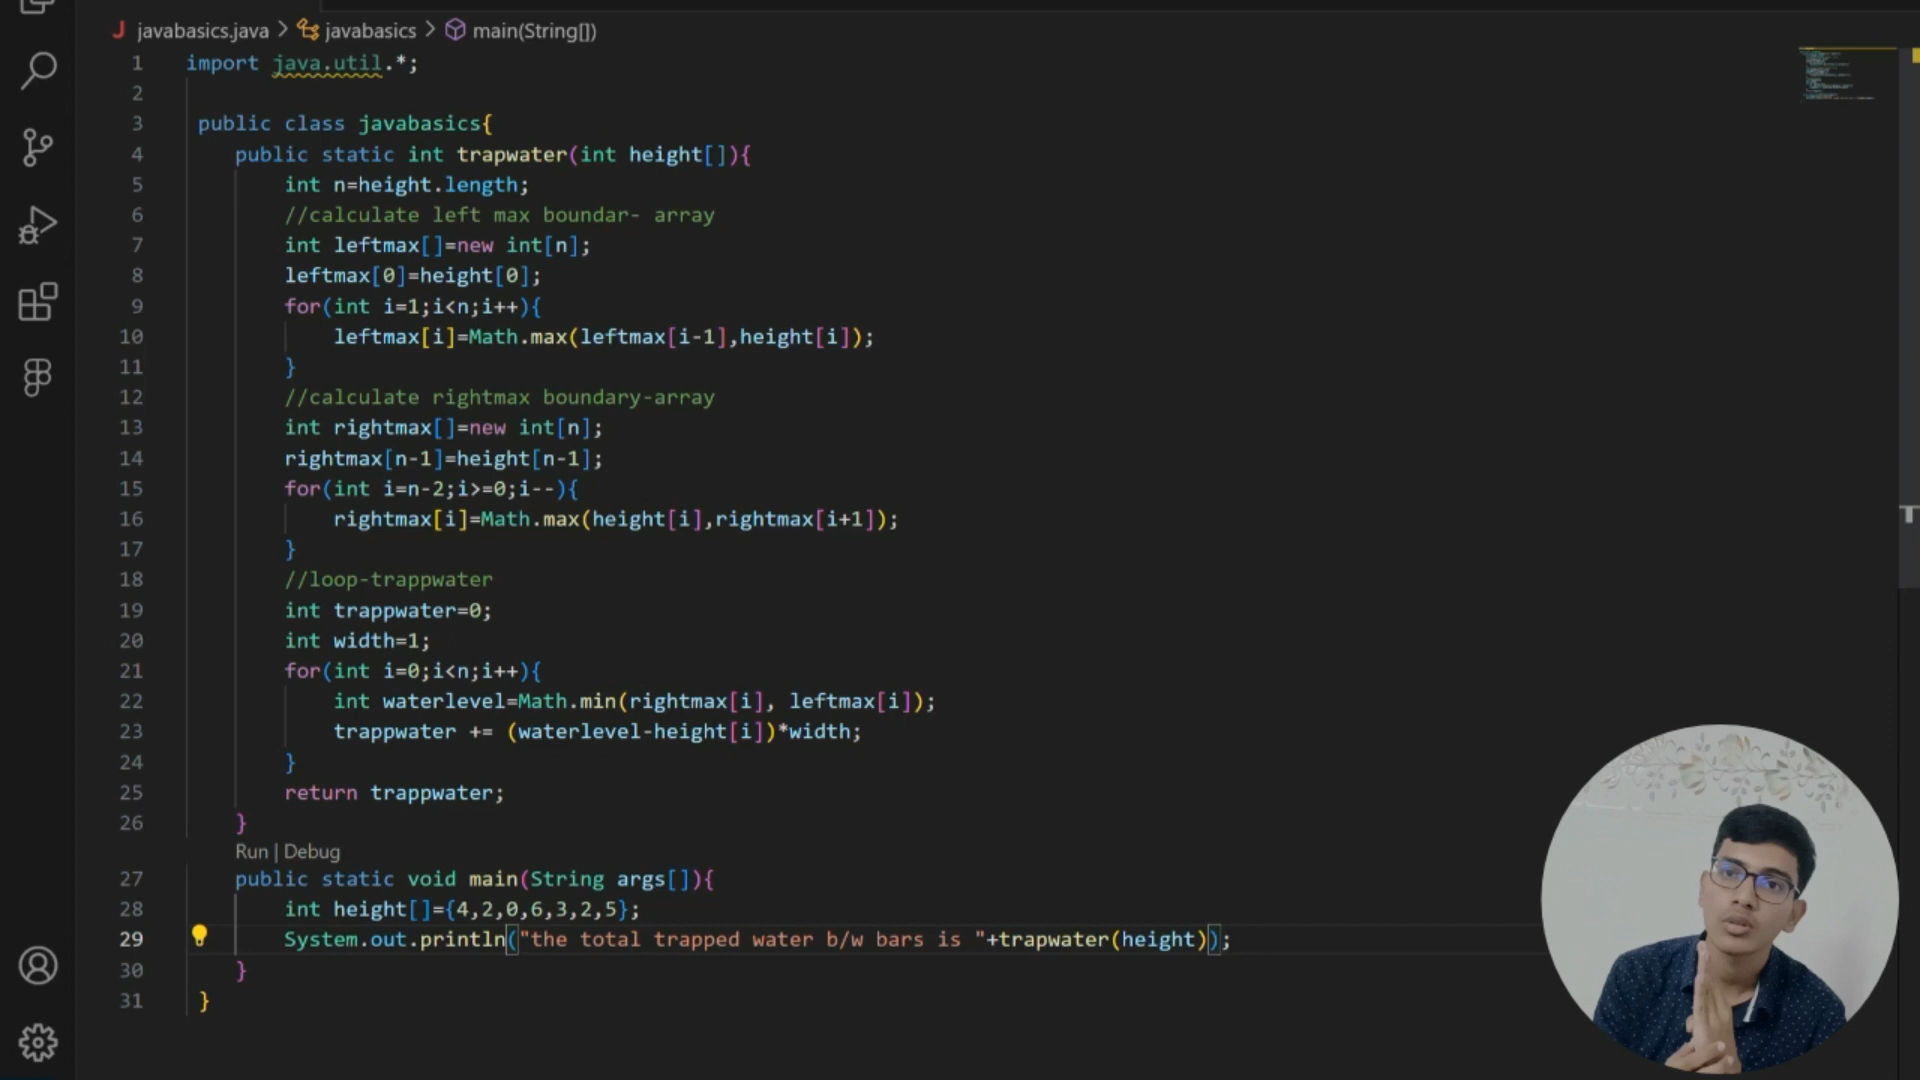 J javabasics.java > javabasics > main(String[])
1 import java.util.*;
2
3 public class javabasics{
4 public static int trapwater(int height[]){
5 int n=height.length;
6 //calculate left max boundar- array
7 int leftmax[]=new int[n];
8 leftmax[0]=height[0];
9 for(int i=1;i<n;i++){
10 leftmax[i]=Math.max(leftmax[i-1],height[i]);
11 }
12 //calculate rightmax boundary-array
13 int rightmax[]=new int[n];
14 rightmax[n-1]=height[n-1];
15 for(int i=n-2;i>=0;i--){
16 rightmax[i]=Math.max(height[i],rightmax[i+1]);
17 }
18 //loop-trappwater
19 int trappwater=0;
20 int width=1;
21 for(int i=0;i<n;i++){
22 int waterlevel=Math.min(rightmax[i], leftmax[i]);
23 trappwater += (waterlevel-height[i])*width;
24 }
25 return trappwater;
26 }
Run | Debug
27 public static void main(String args[]){
28 int height[]={4,2,0,6,3,2,5};
29 System.out.println("the total trapped water b/w bars is "+trapwater(height));
30 }
31 }